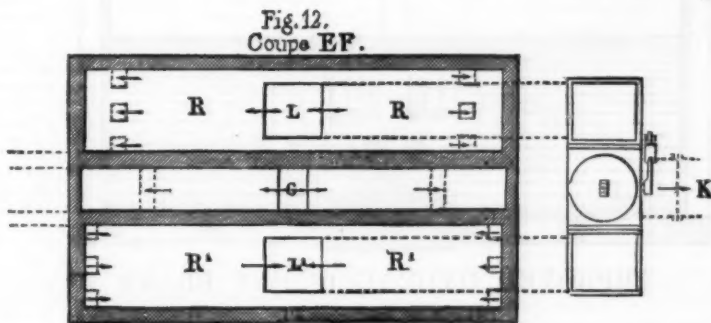 Fig. 12.
Coupe EF.
R L R
G
K
R¹ L¹ R¹